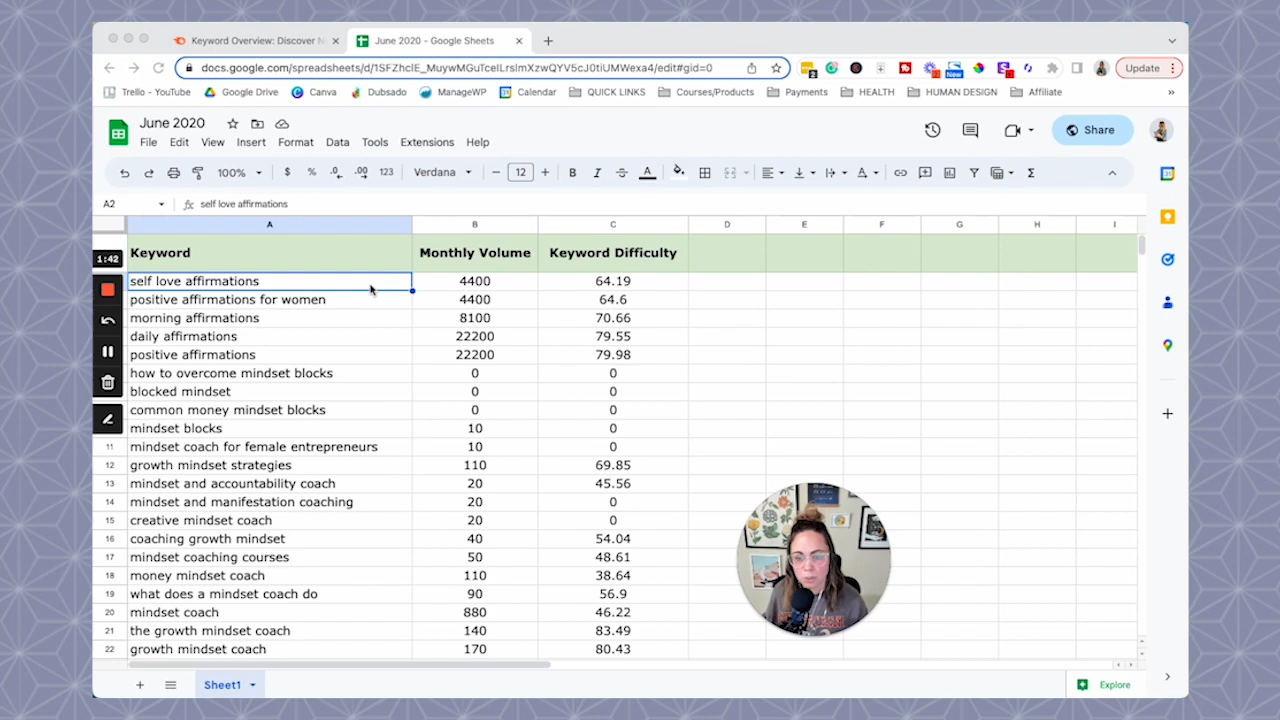 Keyword Overview: Discover N
June 2020 - Google Sheets
docs.google.com/spreadsheets/d/1SFZhclE_MuywMGuTceILrslmXzwQYV5cJ0tiUMWexa4/edit#gid=0
Update
Trello - YouTube Google Drive Canva Dubsado ManageWP Calendar QUICK LINKS Courses/Products Payments HEALTH HUMAN DESIGN Affiliate »
June 2020
File Edit View Insert Format Data Tools Extensions Help
Share
100% $ % .0 .00 123 Verdana - 12 + B I A Σ
A2 fx self love affirmations
A B C D E F G H I
Keyword Monthly Volume Keyword Difficulty
1:42
self love affirmations 4400 64.19
positive affirmations for women 4400 64.6
morning affirmations 8100 70.66
daily affirmations 22200 79.55
positive affirmations 22200 79.98
how to overcome mindset blocks 0 0
blocked mindset 0 0
common money mindset blocks 0 0
mindset blocks 10 0
11 mindset coach for female entrepreneurs 10 0
12 growth mindset strategies 110 69.85
13 mindset and accountability coach 20 45.56
14 mindset and manifestation coaching 20 0
15 creative mindset coach 20 0
16 coaching growth mindset 40 54.04
17 mindset coaching courses 50 48.61
18 money mindset coach 110 38.64
19 what does a mindset coach do 90 56.9
20 mindset coach 880 46.22
21 the growth mindset coach 140 83.49
22 growth mindset coach 170 80.43
Sheet1
Explore